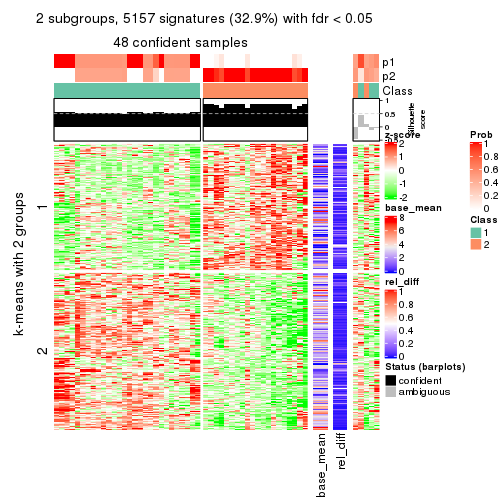 2 subgroups, 5157 signatures (32.9%) with fdr < 0.05
48 confident samples
p1
p2
Class
1
0.5
0
Silhouette
score
k-means with 2 groups
1
2
base_mean
rel_diff
z-score
2
1
0
-1
-2
base_mean
8
6
4
2
0
rel_diff
1
0.8
0.6
0.4
0.2
0
Status (barplots)
confident
ambiguous
Prob
1
0.8
0.6
0.4
0.2
0
Class
1
2